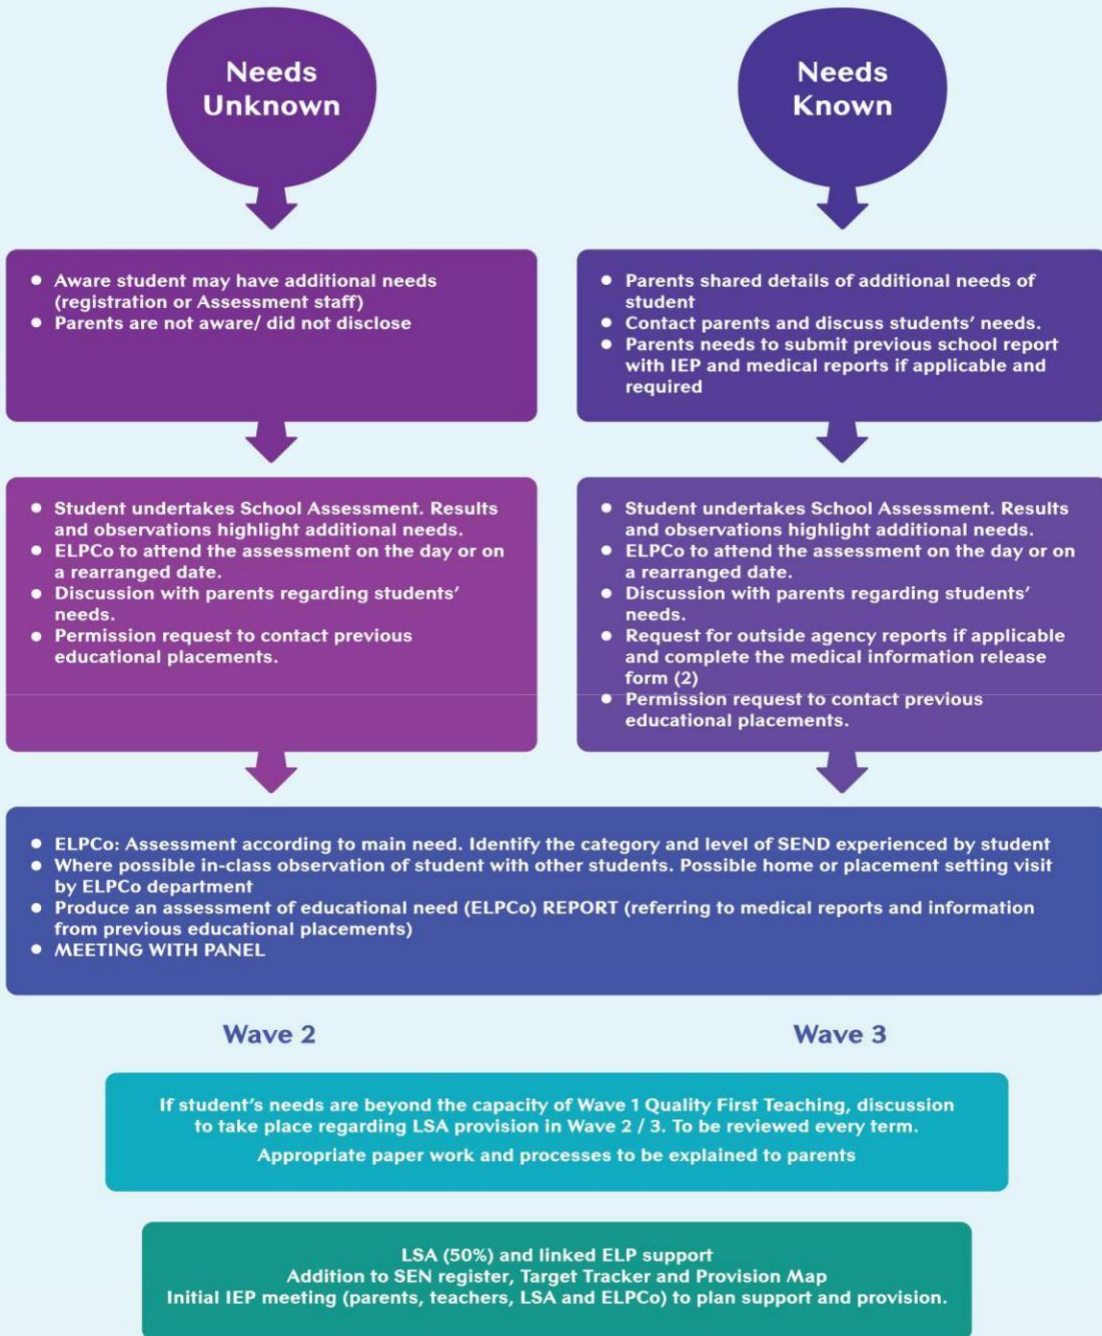 Needs
Unknown
Needs
Known
• Aware student may have additional needs
(registration or Assessment staff)
• Parents are not aware/ did not disclose
• Parents shared details of additional needs of
student
• Contact parents and discuss students' needs.
• Parents needs to submit previous school report
with IEP and medical reports if applicable and
required
• Student undertakes School Assessment. Results
and observations highlight additional needs.
• ELPCo to attend the assessment on the day or on
a rearranged date.
• Discussion with parents regarding students'
needs.
• Permission request to contact previous
educational placements.
• Student undertakes School Assessment. Results
and observations highlight additional needs.
• ELPCo to attend the assessment on the day or on
a rearranged date.
• Discussion with parents regarding students'
needs.
• Request for outside agency reports if applicable
and complete the medical information release
form (2)
• Permission request to contact previous
educational placements.
• ELPCo: Assessment according to main need. Identify the category and level of SEND experienced by student
• Where possible in-class observation of student with other students. Possible home or placement setting visit
by ELPCo department
• Produce an assessment of educational need (ELPCo) REPORT (referring to medical reports and information
from previous educational placements)
• MEETING WITH PANEL
Wave 2
Wave 3
If student's needs are beyond the capacity of Wave 1 Quality First Teaching, discussion
to take place regarding LSA provision in Wave 2 / 3. To be reviewed every term.
Appropriate paper work and processes to be explained to parents
LSA (50%) and linked ELP support
Addition to SEN register, Target Tracker and Provision Map
Initial IEP meeting (parents, teachers, LSA and ELPCo) to plan support and provision.